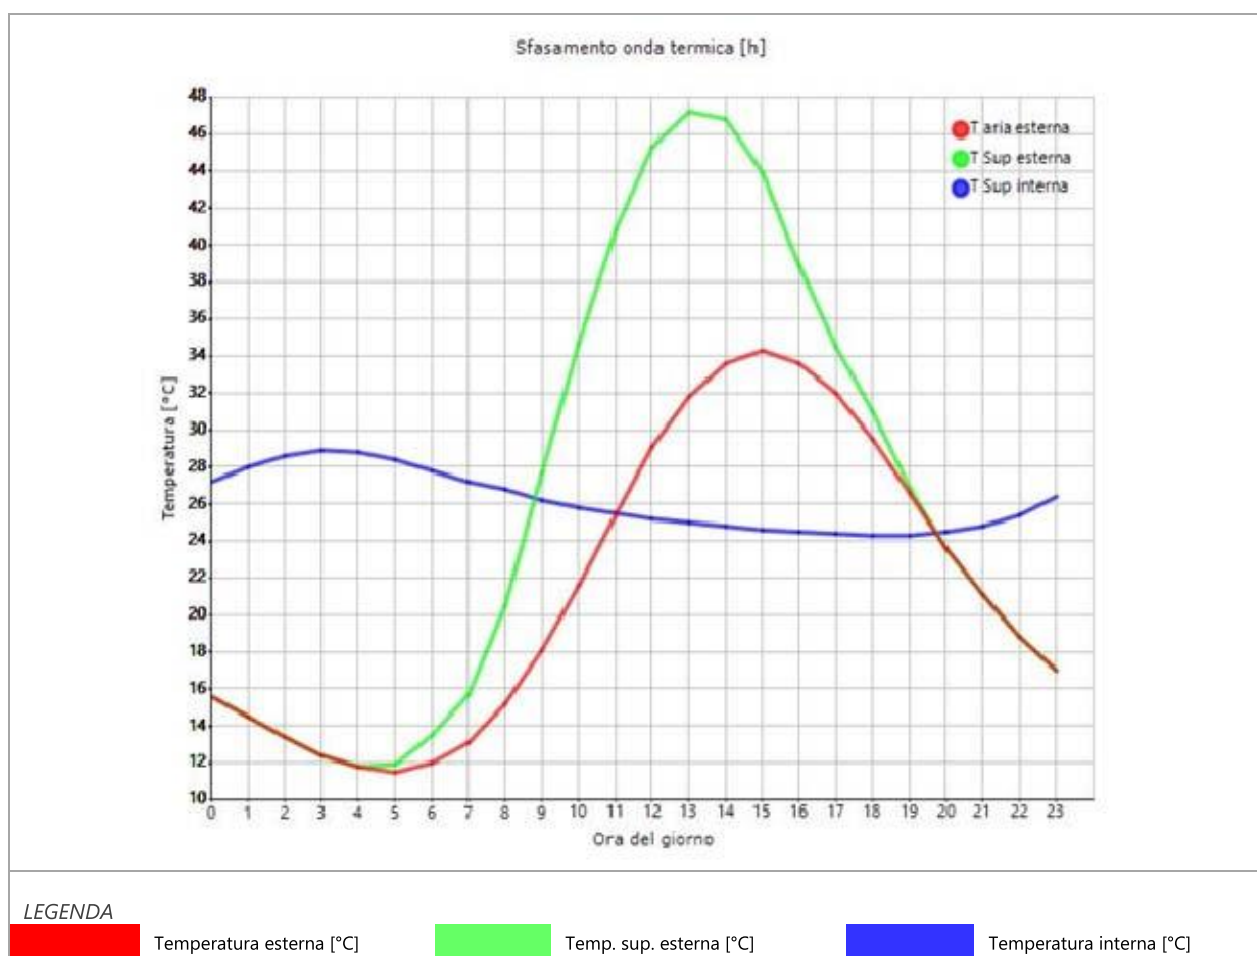 Sfasamento onda termica [h]
48
46
44
42
40
38
36
34
32
30
28
26
24
22
20
18
16
14
12
10
Temperatura [°C]
T aria esterna
T Sup esterna
T Sup interna
0 1 2 3 4 5 6 7 8 9 10 11 12 13 14 15 16 17 18 19 20 21 22 23
Ora del giorno
LEGENDA
Temperatura esterna [°C] Temp. sup. esterna [°C] Temperatura interna [°C]